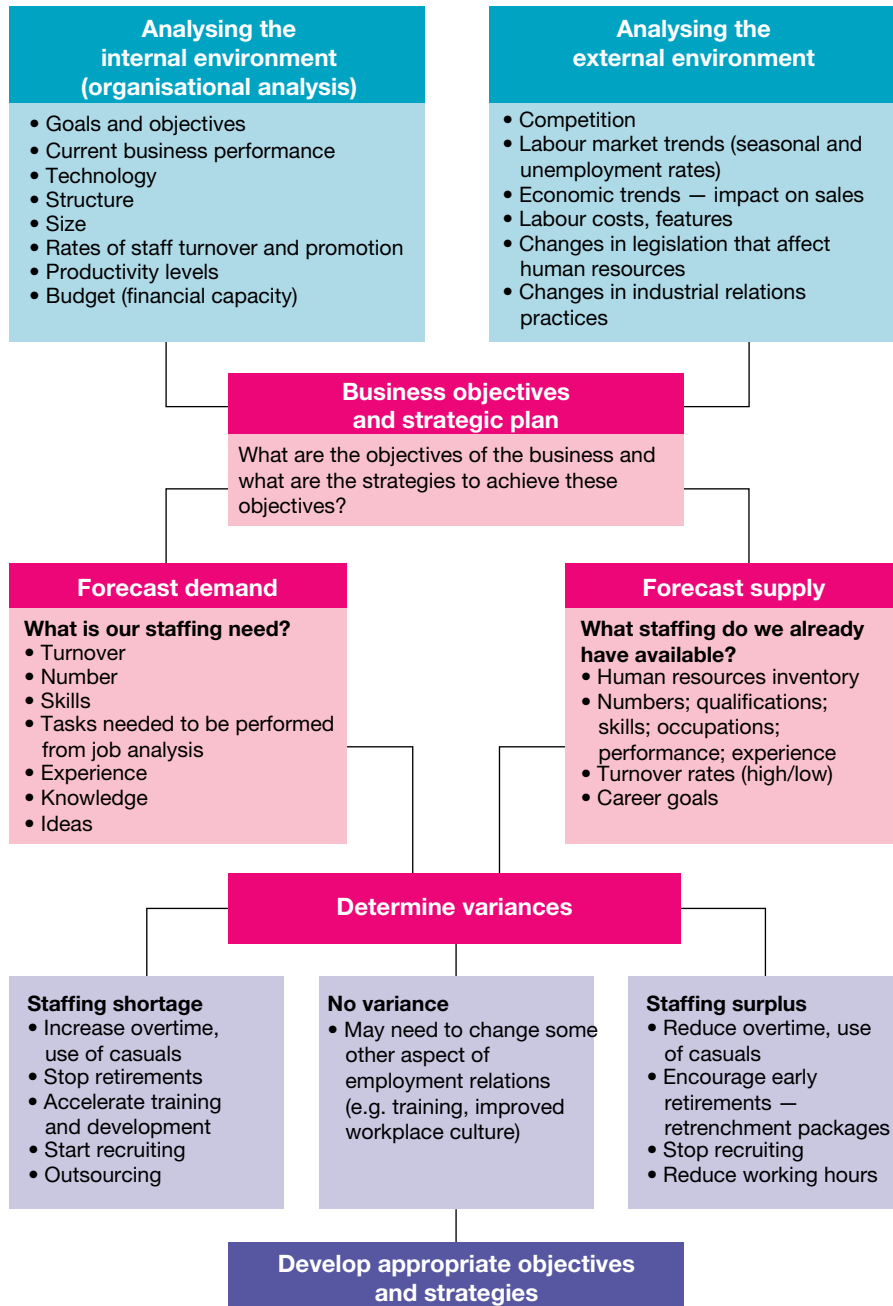 Analysing the
internal environment
(organisational analysis)
• Goals and objectives
• Current business performance
• Technology
• Structure
• Size
• Rates of staff turnover and promotion
• Productivity levels
• Budget (financial capacity)
Analysing the
external environment
• Competition
• Labour market trends (seasonal and
unemployment rates)
• Economic trends — impact on sales
• Labour costs, features
• Changes in legislation that affect
human resources
• Changes in industrial relations
practices
Business objectives
and strategic plan
What are the objectives of the business and
what are the strategies to achieve these
objectives?
Forecast demand
What is our staffing need?
• Turnover
• Number
• Skills
• Tasks needed to be performed
from job analysis
• Experience
• Knowledge
• Ideas
Forecast supply
What staffing do we already
have available?
• Human resources inventory
• Numbers; qualifications;
skills; occupations;
performance; experience
• Turnover rates (high/low)
• Career goals
Determine variances
Staffing shortage
• Increase overtime,
use of casuals
• Stop retirements
• Accelerate training
and development
• Start recruiting
• Outsourcing
No variance
• May need to change some
other aspect of
employment relations
(e.g. training, improved
workplace culture)
Staffing surplus
• Reduce overtime, use
of casuals
• Encourage early
retirements —
retrenchment packages
• Stop recruiting
• Reduce working hours
Develop appropriate objectives
and strategies